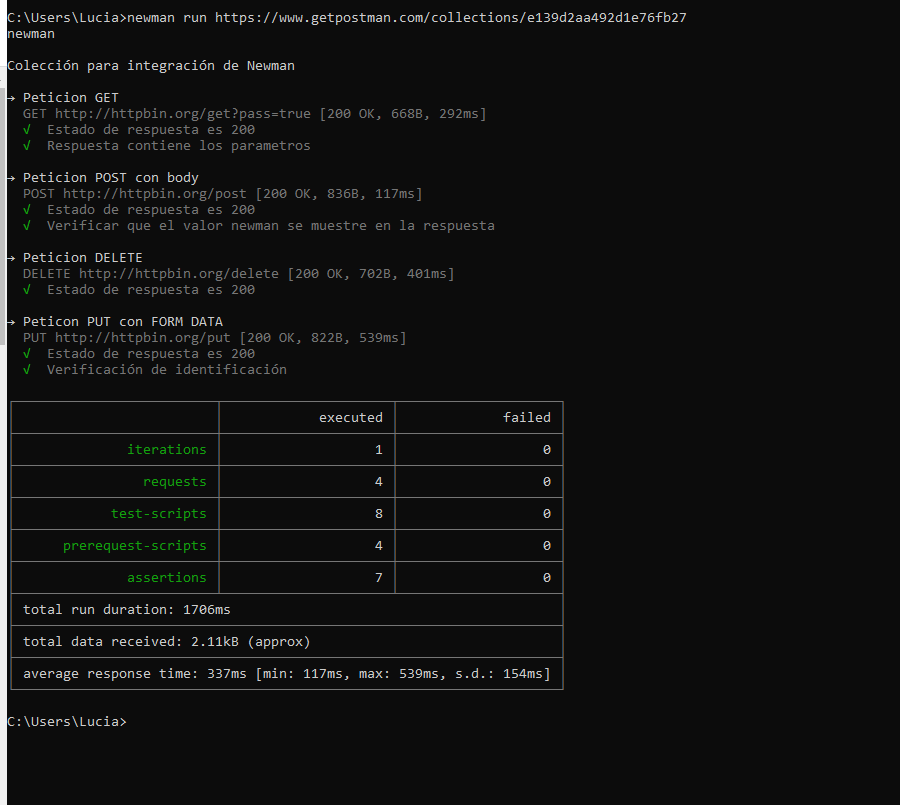 C:\Users\Lucia>newman run https://www.getpostman.com/collections/e139d2aa492d1e76fb27
newman
Colección para integración de Newman
→ Peticion GET
GET http://httpbin.org/get?pass=true [200 OK, 668B, 292ms]
√ Estado de respuesta es 200
√ Respuesta contiene los parametros
→ Peticion POST con body
POST http://httpbin.org/post [200 OK, 836B, 117ms]
√ Estado de respuesta es 200
√ Verificar que el valor newman se muestre en la respuesta
→ Peticion DELETE
DELETE http://httpbin.org/delete [200 OK, 702B, 401ms]
√ Estado de respuesta es 200
→ Peticon PUT con FORM DATA
PUT http://httpbin.org/put [200 OK, 822B, 539ms]
√ Estado de respuesta es 200
√ Verificación de identificación
executed failed
iterations 1 0
requests 4 0
test-scripts 8 0
prerequest-scripts 4 0
assertions 7 0
total run duration: 1706ms
total data received: 2.11kB (approx)
average response time: 337ms [min: 117ms, max: 539ms, s.d.: 154ms]
C:\Users\Lucia>